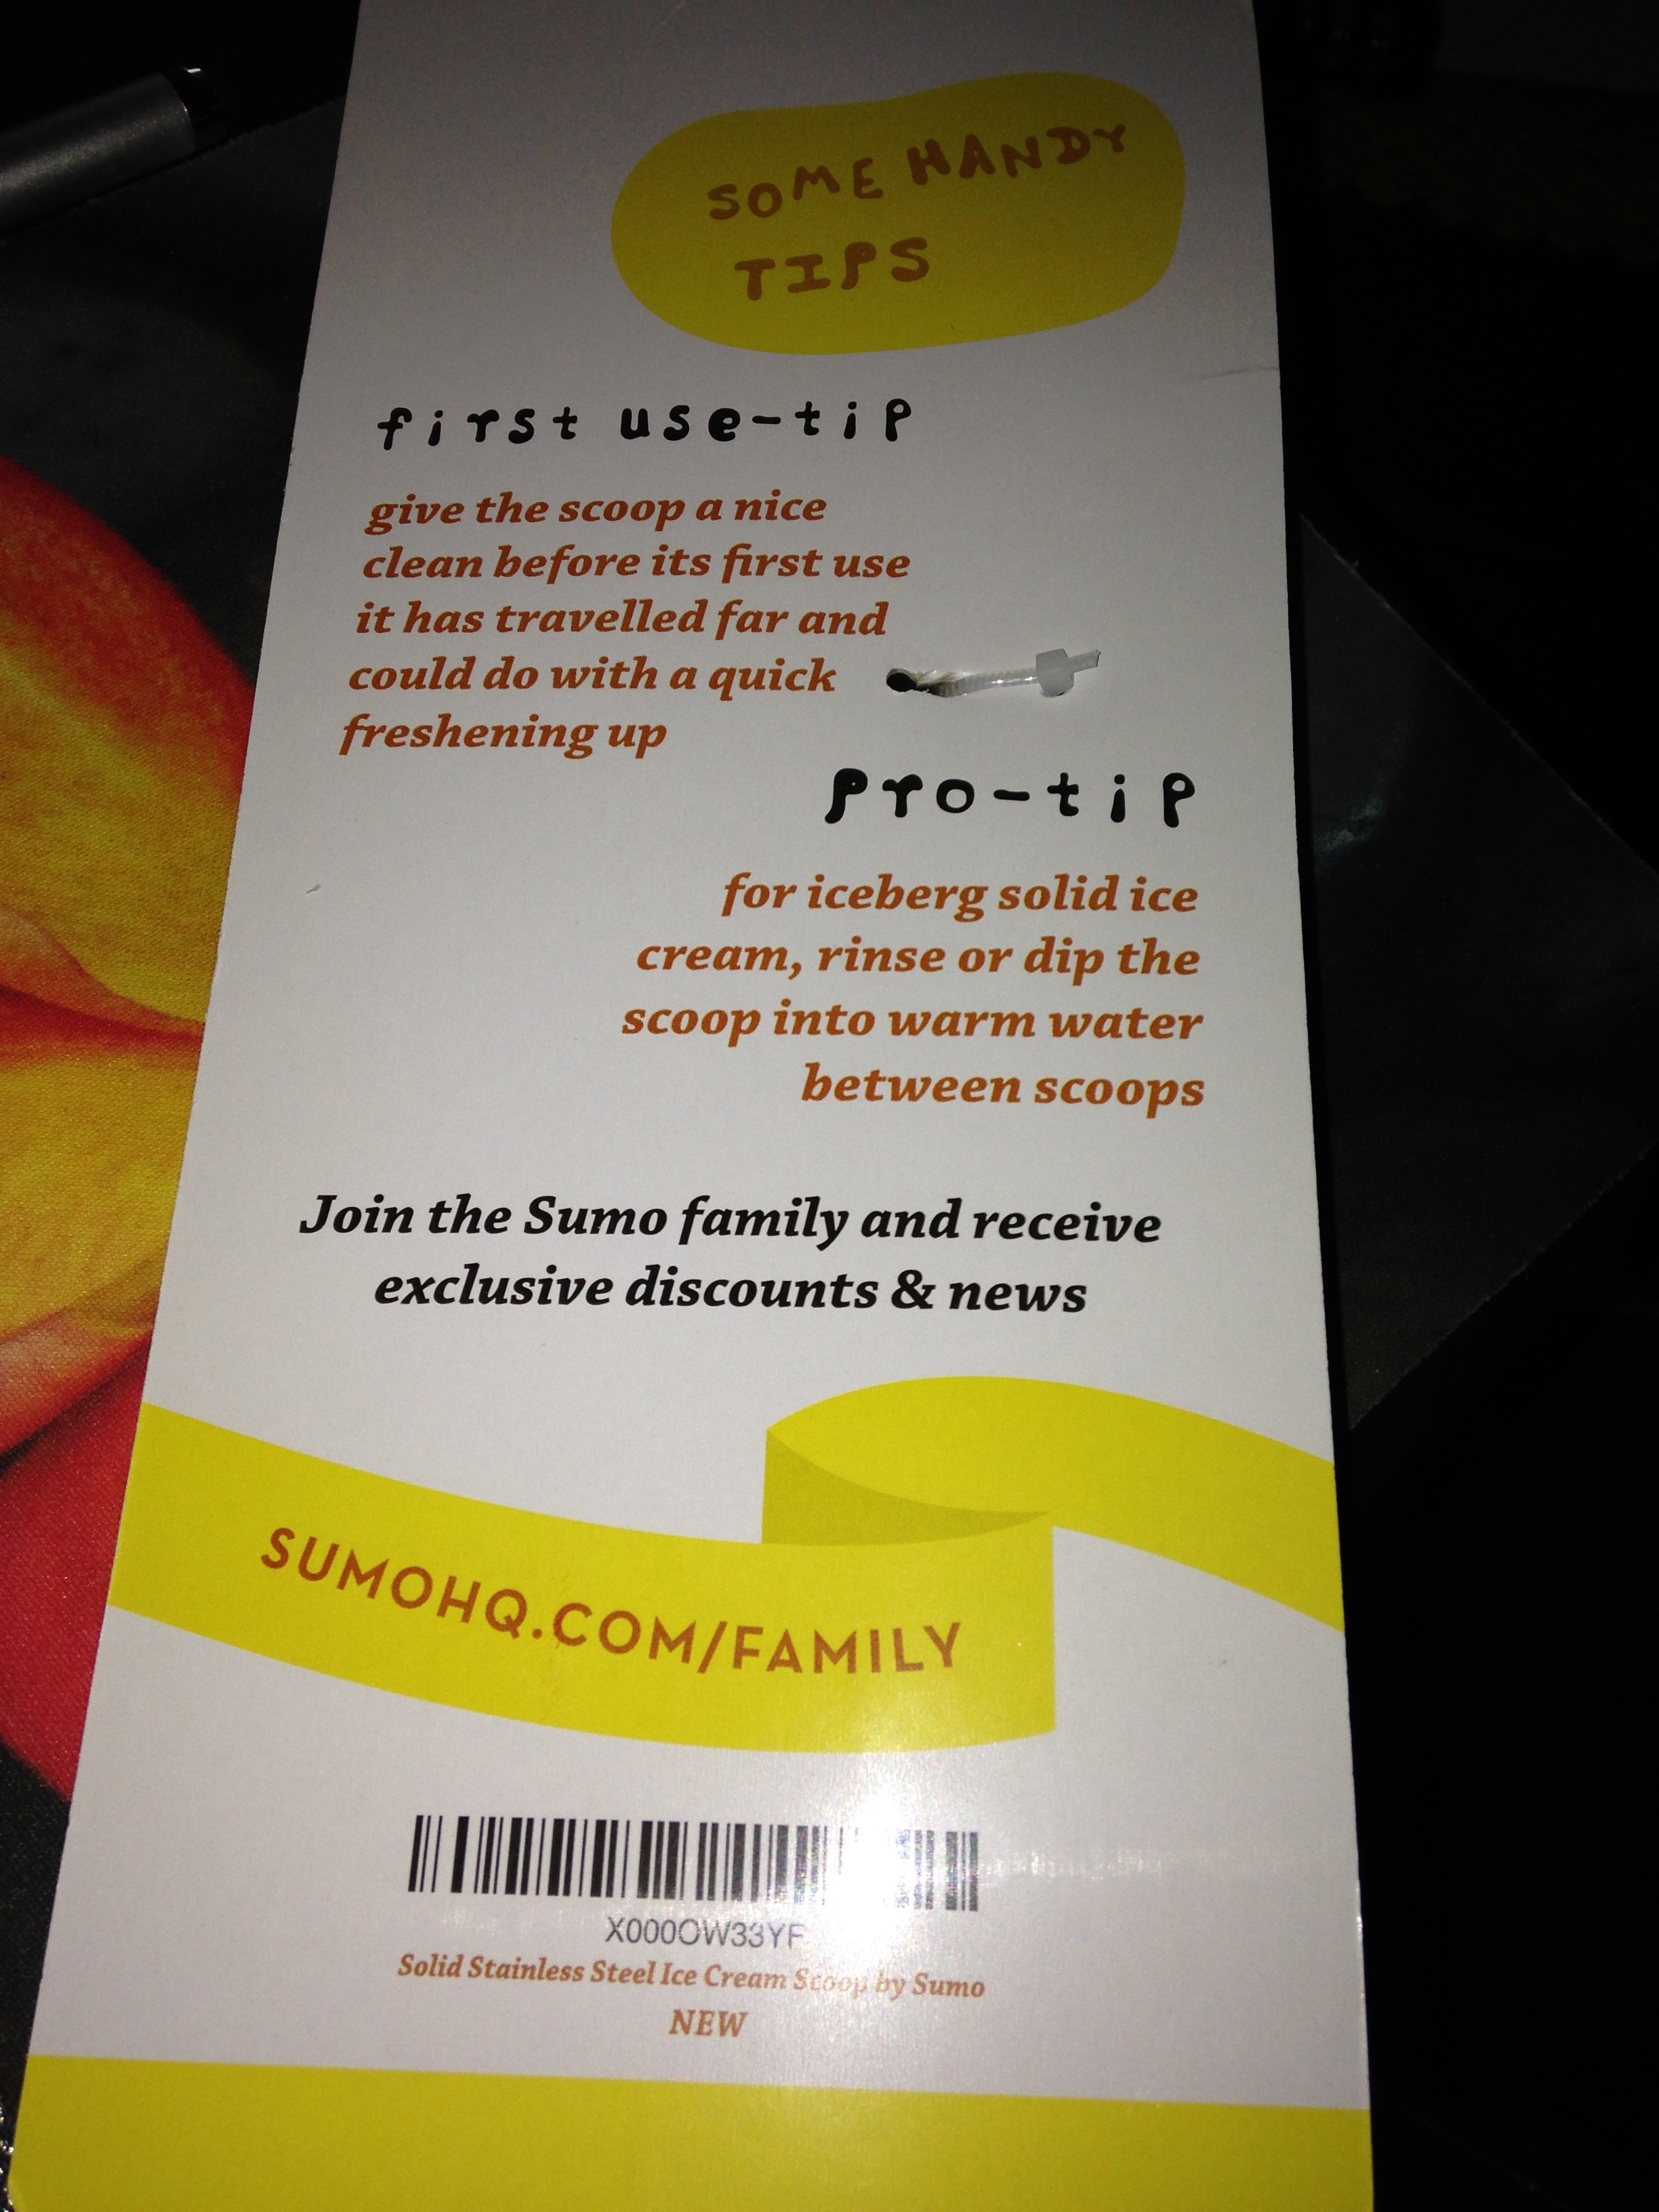 SOME HANDY
TIPS
first use-tip
give the scoop a nice
clean before its first use
it has travelled far and
could do with a quick
freshening up
pro-tip
for iceberg solid ice
cream, rinse or dip the
scoop into warm water
between scoops
Join the Sumo family and receive
exclusive discounts & news
SUMOHQ.COM/FAMILY
X000OW33YF
Solid Stainless Steel Ice Cream Scoop by Sumo
NEW